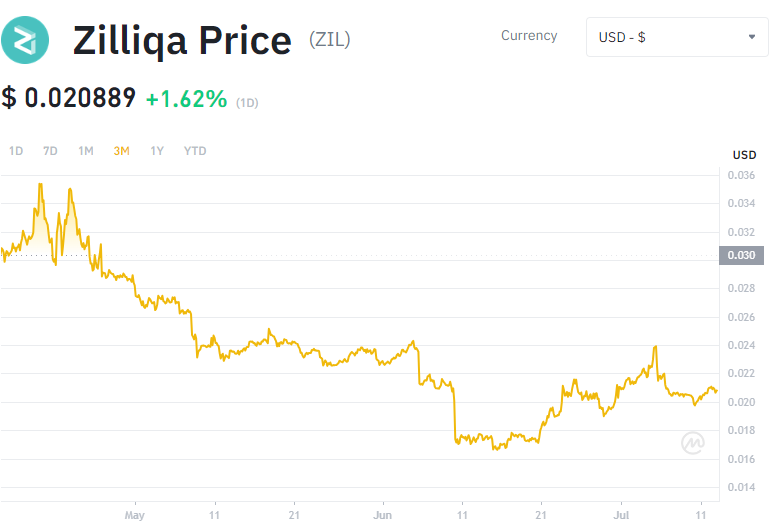 Zilliqa Price (ZIL)
Currency
USD - $
$ 0.020889 +1.62% (1D)
1D 7D 1M 3M 1Y YTD
USD
0.036
0.034
0.032
0.030
0.028
0.026
0.024
0.022
0.020
0.018
0.016
0.014
May 11 21 Jun 11 21 Jul 11